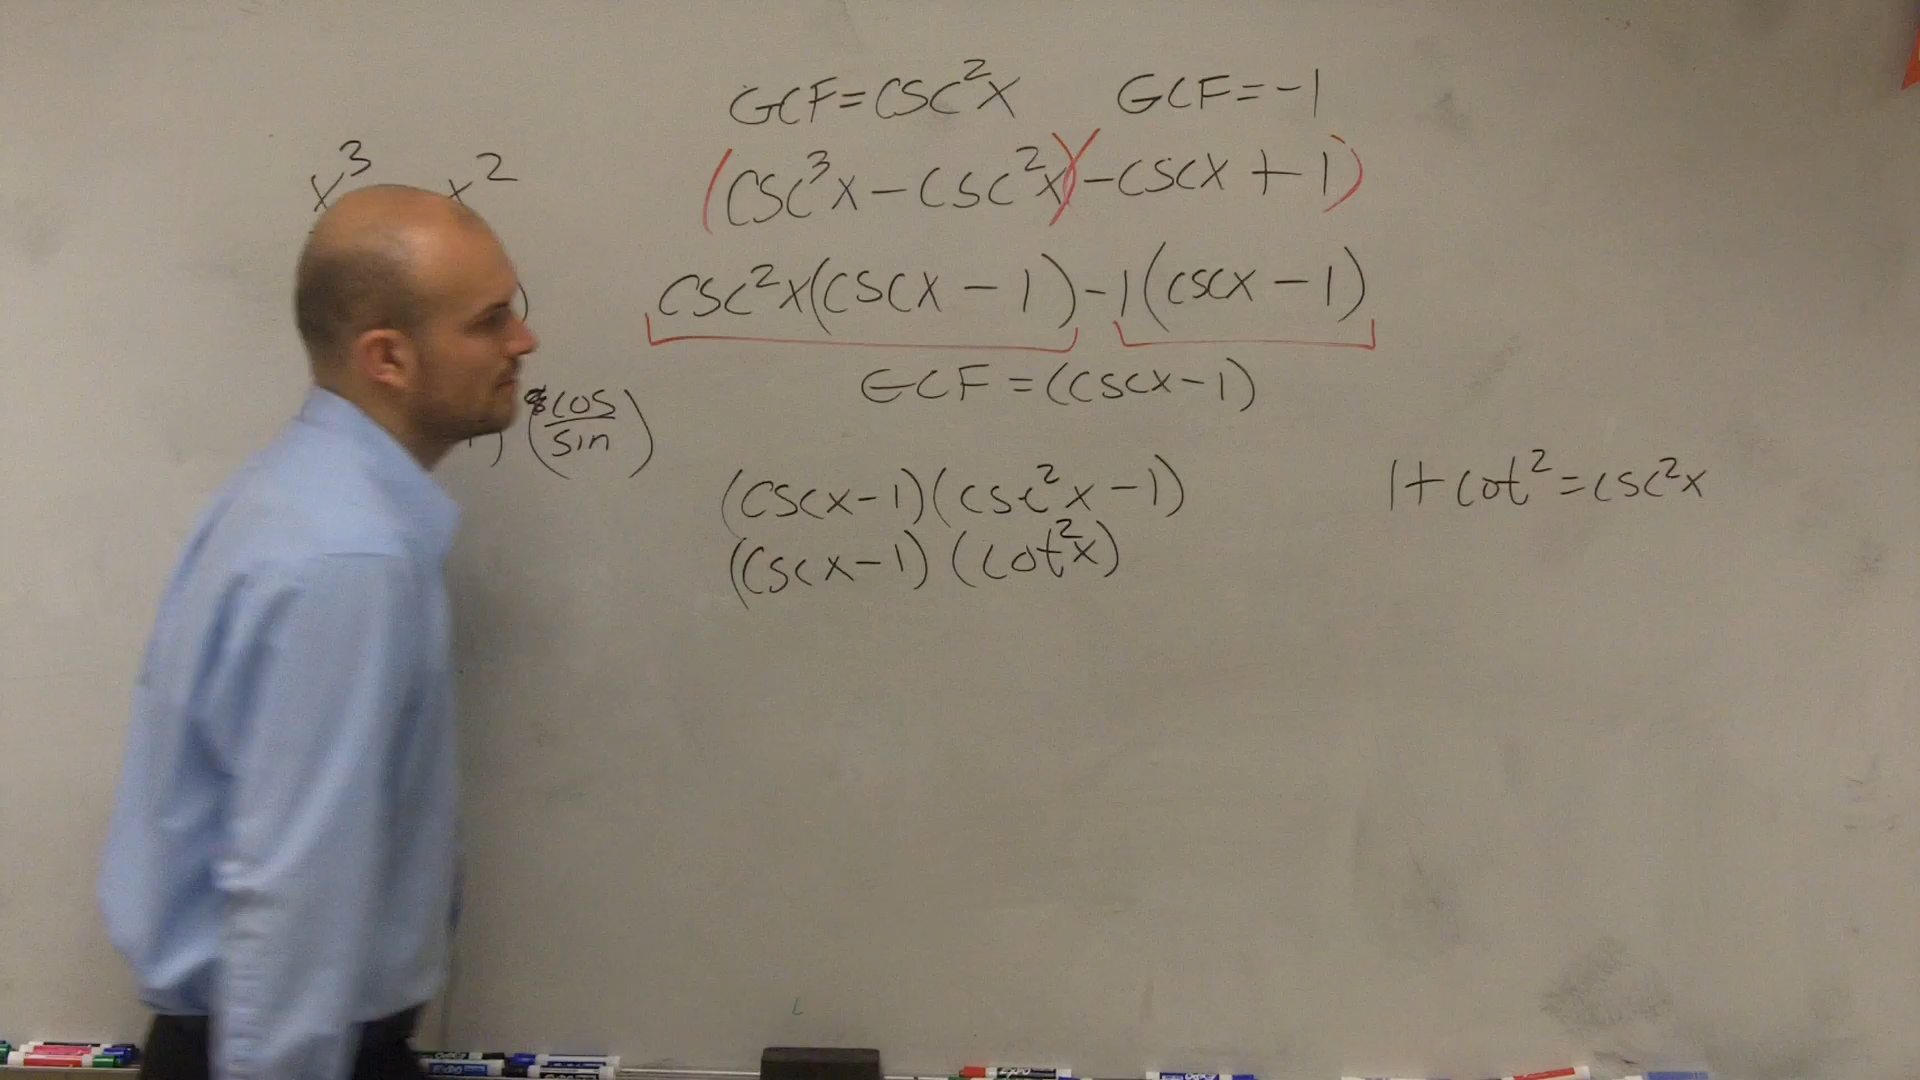 GCF=csc²x GCF=-1
x³ x²
(csc³x-csc²x)(-cscx+1)
csc²x(cscx-1)-1(cscx-1)
GCF=(cscx-1)
(cos/sin)
(cscx-1)(csc²x-1)
1+cot²=csc²x
(cscx-1)(cot²x)